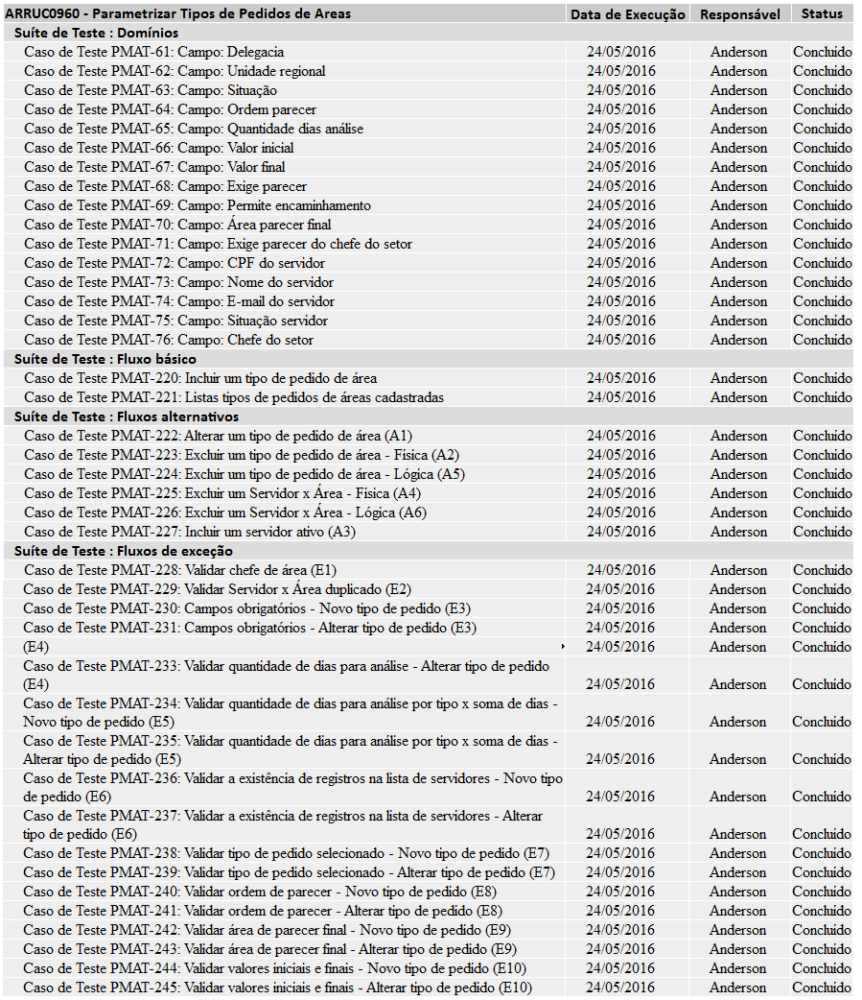 ARRUC0960 - Parametrizar Tipos de Pedidos de Areas Data de Execução Responsável Status
Suíte de Teste : Domínios
Caso de Teste PMAT-61: Campo: Delegacia 24/05/2016 Anderson Concluido
Caso de Teste PMAT-62: Campo: Unidade regional 24/05/2016 Anderson Concluido
Caso de Teste PMAT-63: Campo: Situação 24/05/2016 Anderson Concluido
Caso de Teste PMAT-64: Campo: Ordem parecer 24/05/2016 Anderson Concluido
Caso de Teste PMAT-65: Campo: Quantidade dias análise 24/05/2016 Anderson Concluido
Caso de Teste PMAT-66: Campo: Valor inicial 24/05/2016 Anderson Concluido
Caso de Teste PMAT-67: Campo: Valor final 24/05/2016 Anderson Concluido
Caso de Teste PMAT-68: Campo: Exige parecer 24/05/2016 Anderson Concluido
Caso de Teste PMAT-69: Campo: Permite encaminhamento 24/05/2016 Anderson Concluido
Caso de Teste PMAT-70: Campo: Área parecer final 24/05/2016 Anderson Concluido
Caso de Teste PMAT-71: Campo: Exige parecer do chefe do setor 24/05/2016 Anderson Concluido
Caso de Teste PMAT-72: Campo: CPF do servidor 24/05/2016 Anderson Concluido
Caso de Teste PMAT-73: Campo: Nome do servidor 24/05/2016 Anderson Concluido
Caso de Teste PMAT-74: Campo: E-mail do servidor 24/05/2016 Anderson Concluido
Caso de Teste PMAT-75: Campo: Situação servidor 24/05/2016 Anderson Concluido
Caso de Teste PMAT-76: Campo: Chefe do setor 24/05/2016 Anderson Concluido
Suíte de Teste : Fluxo básico
Caso de Teste PMAT-220: Incluir um tipo de pedido de área 24/05/2016 Anderson Concluido
Caso de Teste PMAT-221: Listas tipos de pedidos de áreas cadastradas 24/05/2016 Anderson Concluido
Suíte de Teste : Fluxos alternativos
Caso de Teste PMAT-222: Alterar um tipo de pedido de área (A1) 24/05/2016 Anderson Concluido
Caso de Teste PMAT-223: Excluir um tipo de pedido de área - Física (A2) 24/05/2016 Anderson Concluido
Caso de Teste PMAT-224: Excluir um tipo de pedido de área - Lógica (A5) 24/05/2016 Anderson Concluido
Caso de Teste PMAT-225: Excluir um Servidor x Área - Física (A4) 24/05/2016 Anderson Concluido
Caso de Teste PMAT-226: Excluir um Servidor x Área - Lógica (A6) 24/05/2016 Anderson Concluido
Caso de Teste PMAT-227: Incluir um servidor ativo (A3) 24/05/2016 Anderson Concluido
Suíte de Teste : Fluxos de exceção
Caso de Teste PMAT-228: Validar chefe de área (E1) 24/05/2016 Anderson Concluido
Caso de Teste PMAT-229: Validar Servidor x Área duplicado (E2) 24/05/2016 Anderson Concluido
Caso de Teste PMAT-230: Campos obrigatórios - Novo tipo de pedido (E3) 24/05/2016 Anderson Concluido
Caso de Teste PMAT-231: Campos obrigatórios - Alterar tipo de pedido (E3) 24/05/2016 Anderson Concluido
(E4) 24/05/2016 Anderson Concluido
Caso de Teste PMAT-233: Validar quantidade de dias para análise - Alterar tipo de pedido
(E4) 24/05/2016 Anderson Concluido
Caso de Teste PMAT-234: Validar quantidade de dias para análise por tipo x soma de dias -
Novo tipo de pedido (E5) 24/05/2016 Anderson Concluido
Caso de Teste PMAT-235: Validar quantidade de dias para análise por tipo x soma de dias -
Alterar tipo de pedido (E5) 24/05/2016 Anderson Concluido
Caso de Teste PMAT-236: Validar a existência de registros na lista de servidores - Novo tipo
de pedido (E6) 24/05/2016 Anderson Concluido
Caso de Teste PMAT-237: Validar a existência de registros na lista de servidores - Alterar
tipo de pedido (E6) 24/05/2016 Anderson Concluido
Caso de Teste PMAT-238: Validar tipo de pedido selecionado - Novo tipo de pedido (E7) 24/05/2016 Anderson Concluido
Caso de Teste PMAT-239: Validar tipo de pedido selecionado - Alterar tipo de pedido (E7) 24/05/2016 Anderson Concluido
Caso de Teste PMAT-240: Validar ordem de parecer - Novo tipo de pedido (E8) 24/05/2016 Anderson Concluido
Caso de Teste PMAT-241: Validar ordem de parecer - Alterar tipo de pedido (E8) 24/05/2016 Anderson Concluido
Caso de Teste PMAT-242: Validar área de parecer final - Novo tipo de pedido (E9) 24/05/2016 Anderson Concluido
Caso de Teste PMAT-243: Validar área de parecer final - Alterar tipo de pedido (E9) 24/05/2016 Anderson Concluido
Caso de Teste PMAT-244: Validar valores iniciais e finais - Novo tipo de pedido (E10) 24/05/2016 Anderson Concluido
Caso de Teste PMAT-245: Validar valores iniciais e finais - Alterar tipo de pedido (E10) 24/05/2016 Anderson Concluido